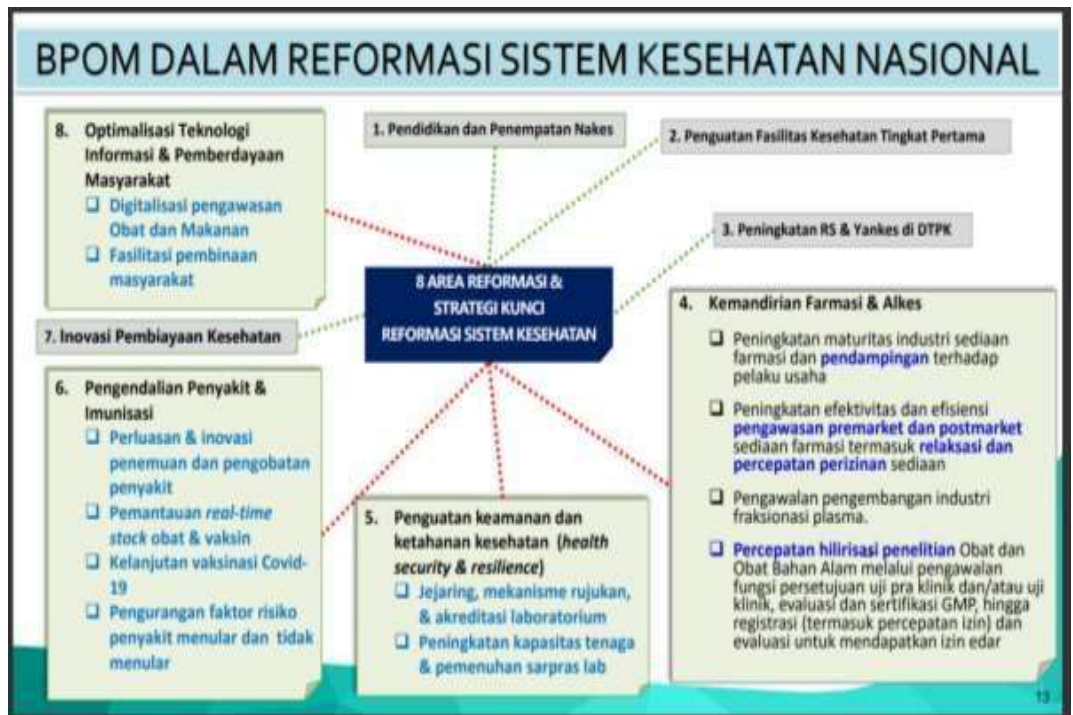 BPOM DALAM REFORMASI SISTEM KESEHATAN NASIONAL
1. Pendidikan dan Penempatan Nakes
2. Penguatan Fasilitas Kesehatan Tingkat Pertama
3. Peningkatan RS & Yankes di DTPK
8 AREA REFORMASI &
STRATEGI KUNCI
REFORMASI SISTEM KESEHATAN
4. Kemandirian Farmasi & Alkes
Peningkatan maturitas industri sediaan
farmasi dan pendampingan terhadap
pelaku usaha
Peningkatan efektivitas dan efisiensi
pengawasan premarket dan postmarket
sediaan farmasi termasuk relaksasi dan
percepatan perizinan sediaan
Pengawalan pengembangan industri
fraksionasi plasma.
Percepatan hilirisasi penelitian Obat dan
Obat Bahan Alam melalui pengawalan
fungsi persetujuan uji pra klinik dan/atau uji
klinik, evaluasi dan sertifikasi GMP, hingga
registrasi (termasuk percepatan izin) dan
evaluasi untuk mendapatkan izin edar
5. Penguatan keamanan dan
ketahanan kesehatan (health
security & resilience)
Jejaring, mekanisme rujukan,
& akreditasi laboratorium
Peningkatan kapasitas tenaga
& pemenuhan sarpras lab
6. Pengendalian Penyakit &
Imunisasi
Perluasan & inovasi
penemuan dan pengobatan
penyakit
Pemantauan real-time
stock obat & vaksin
Kelanjutan vaksinasi Covid-
19
Pengurangan faktor risiko
penyakit menular dan tidak
menular
7. Inovasi Pembiayaan Kesehatan
8. Optimalisasi Teknologi
Informasi & Pemberdayaan
Masyarakat
Digitalisasi pengawasan
Obat dan Makanan
Fasilitasi pembinaan
masyarakat
13